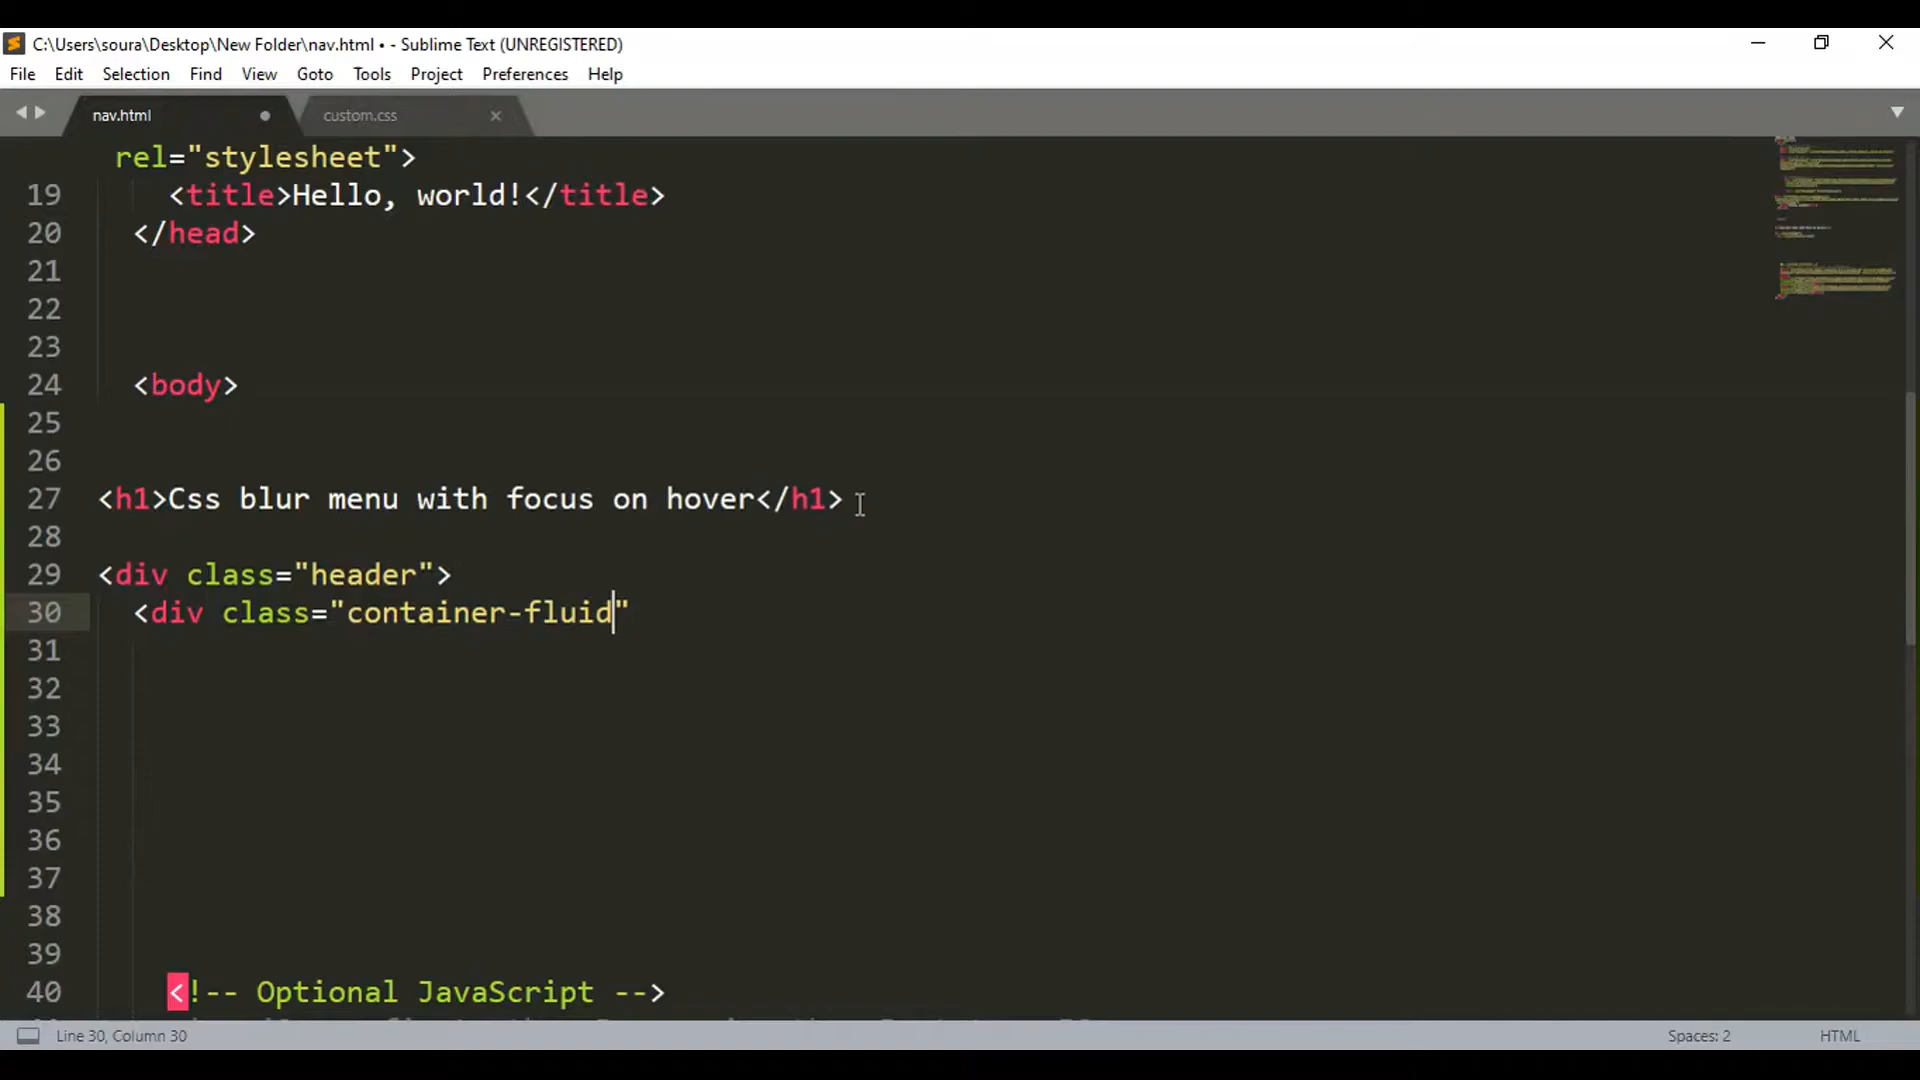 C:\Users\soura\Desktop\New Folder\nav.html • - Sublime Text (UNREGISTERED)
File Edit Selection Find View Goto Tools Project Preferences Help
nav.html custom.css
rel="stylesheet">
19 <title>Hello, world!</title>
20 </head>
21
22
23
24 <body>
25
26
27 <h1>Css blur menu with focus on hover</h1>
28
29 <div class="header">
30 <div class="container-fluid"
31
32
33
34
35
36
37
38
39
40 <!-- Optional JavaScript -->
Line 30, Column 30 Spaces: 2 HTML